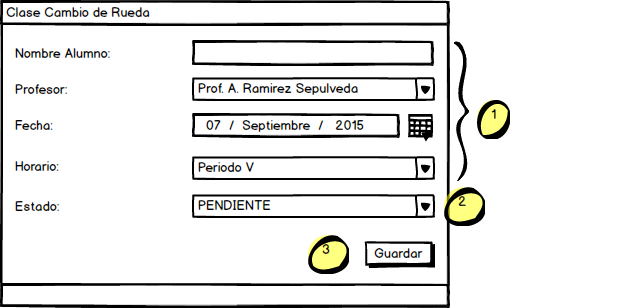 Clase Cambio de Rueda
Nombre Alumno:
Profesor: Prof. A. Ramirez Sepulveda
Fecha: 07 / Septiembre / 2015
1
Horario: Periodo V
Estado: PENDIENTE
2
3
Guardar